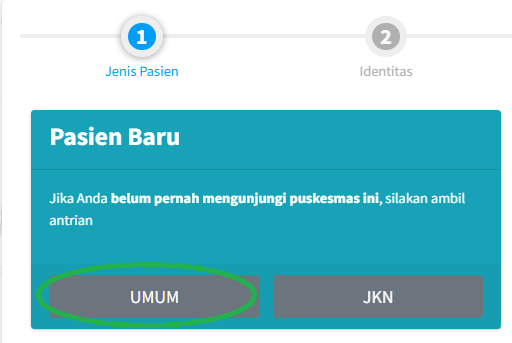 1
2
Jenis Pasien
Identitas
Pasien Baru
Jika Anda belum pernah mengunjungi puskesmas ini, silakan ambil
antrian
UMUM
JKN